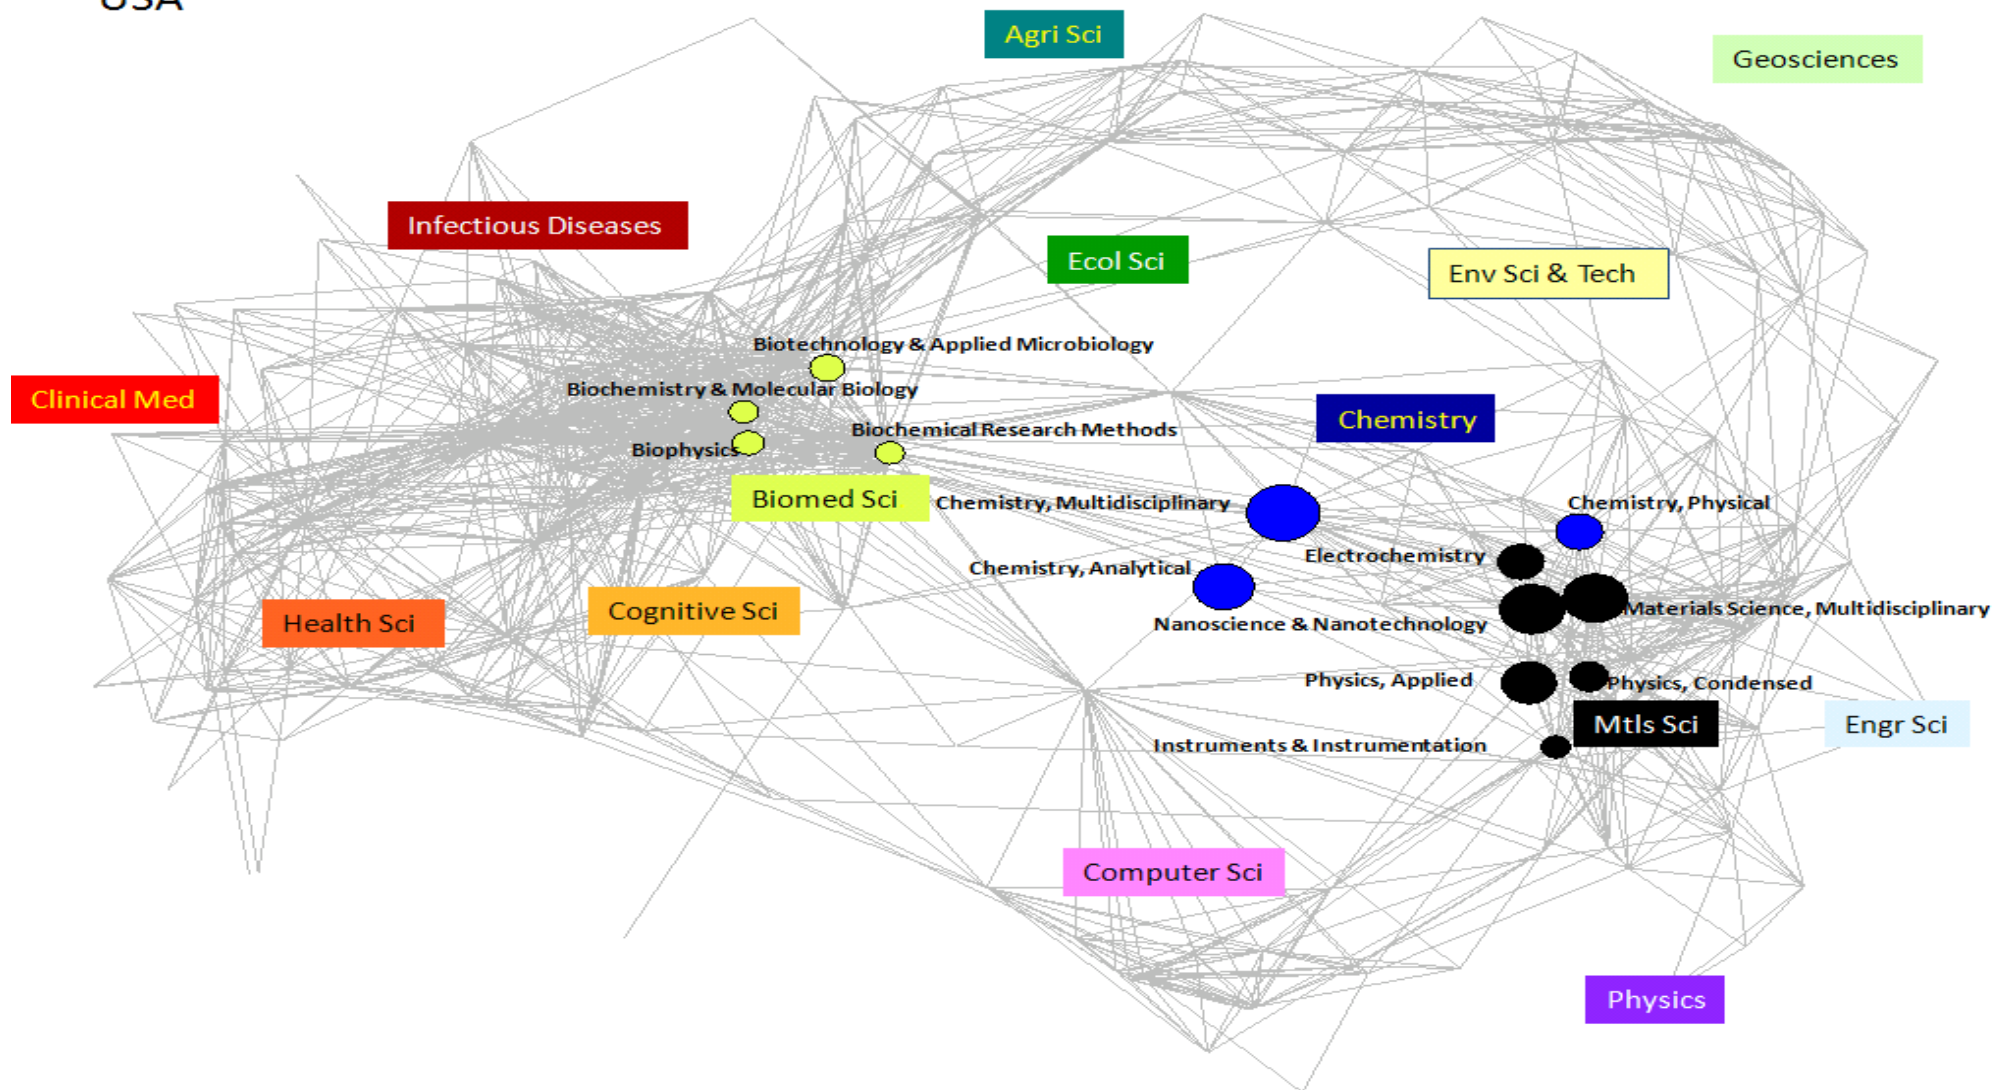 USA
Agri Sci
Geosciences
Infectious Diseases
Ecol Sci
Env Sci & Tech
Biotechnology & Applied Microbiology
Biochemistry & Molecular Biology
Clinical Med
Chemistry
Biochemical Research Methods
Biophysics
Biomed Sci
Chemistry, Multidisciplinary
Chemistry, Physical
Electrochemistry
Chemistry, Analytical
Cognitive Sci
Health Sci
Materials Science, Multidisciplinary
Nanoscience & Nanotechnology
Physics, Applied
Physics, Condensed
Mtls Sci
Engr Sci
Instruments & Instrumentation
Computer Sci
Physics